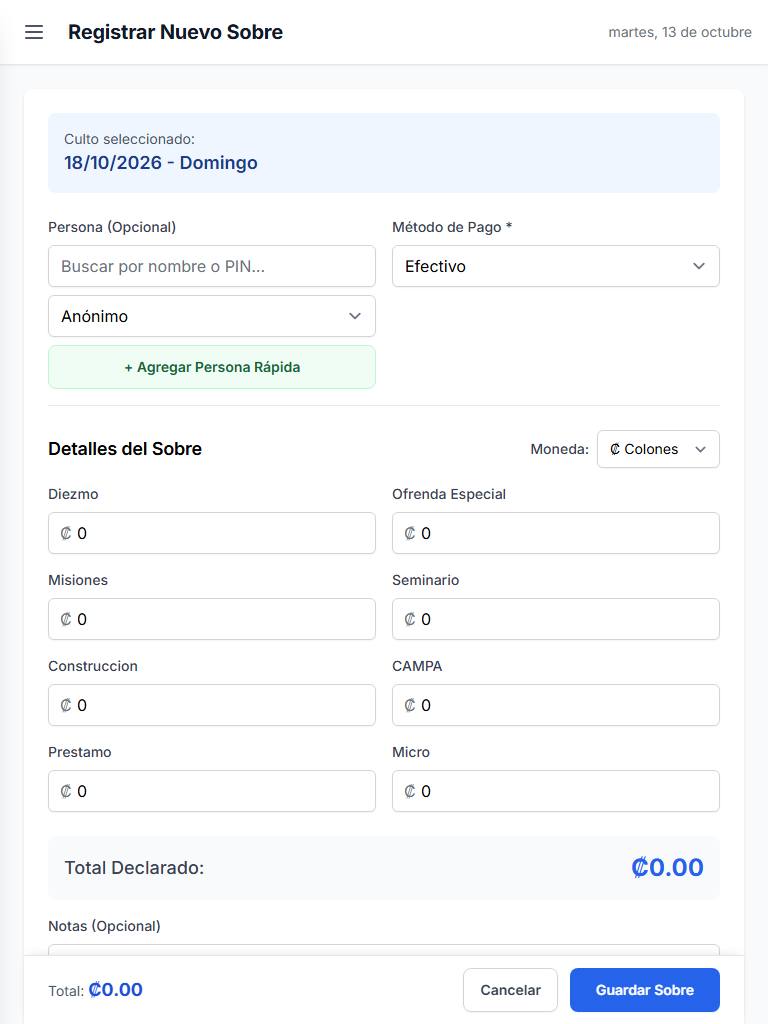 Registrar Nuevo Sobre
martes, 13 de octubre
Culto seleccionado:
18/10/2026 - Domingo
Persona (Opcional)
Método de Pago *
Buscar por nombre o PIN...
Efectivo
Anónimo
+ Agregar Persona Rápida
Detalles del Sobre
Moneda:
₡ Colones
Diezmo
Ofrenda Especial
₡ 0
₡ 0
Misiones
Seminario
₡ 0
₡ 0
Construccion
CAMPA
₡ 0
₡ 0
Prestamo
Micro
₡ 0
₡ 0
Total Declarado:
₡0.00
Notas (Opcional)
Total: ₡0.00
Cancelar
Guardar Sobre